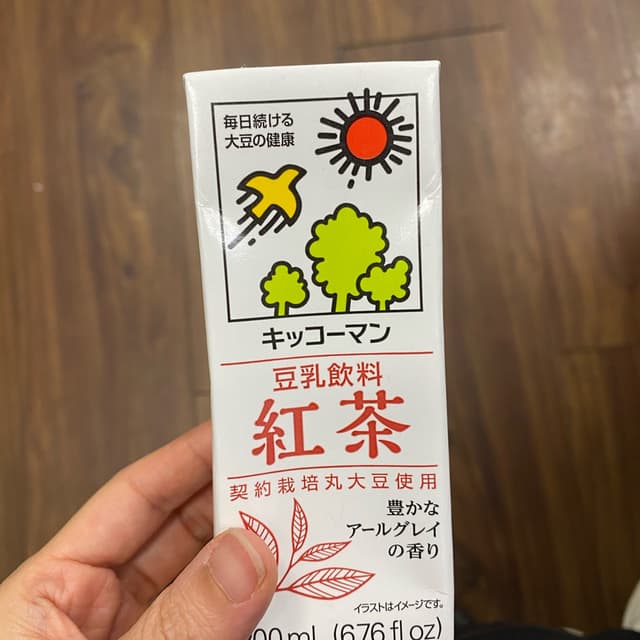 毎日続ける
大豆の健康
キッコーマン
豆乳飲料
紅茶
契約栽培丸大豆使用
豊かな
アールグレイ
の香り
イラストはイメージです。
00mL (6.76 fl oz)